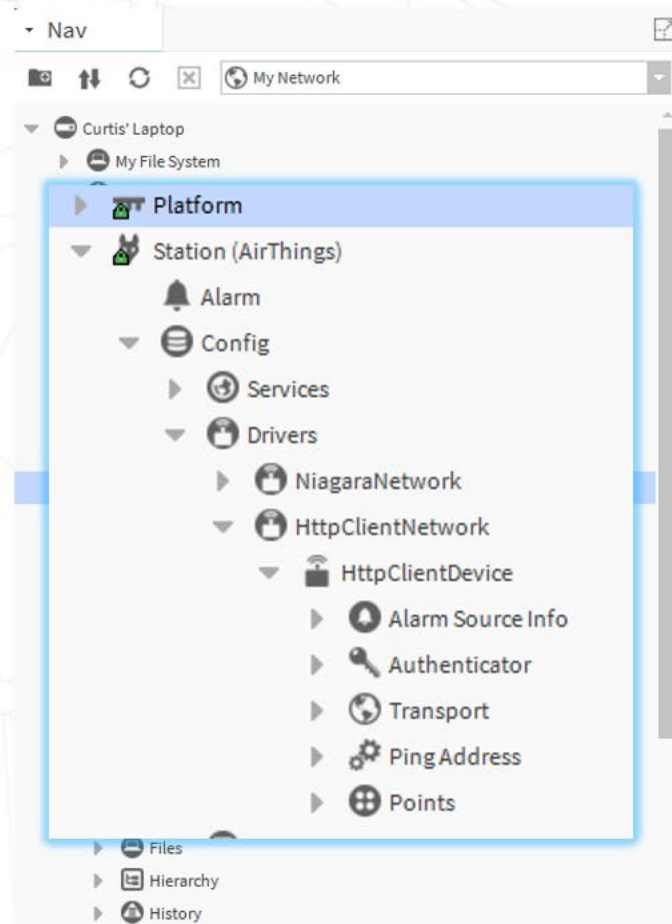 Nav
My Network
Curtis' Laptop
My File System
Platform
Station (AirThings)
Alarm
Config
Services
Drivers
NiagaraNetwork
HttpClientNetwork
HttpClientDevice
Alarm Source Info
Authenticator
Transport
Ping Address
Points
Files
Hierarchy
History